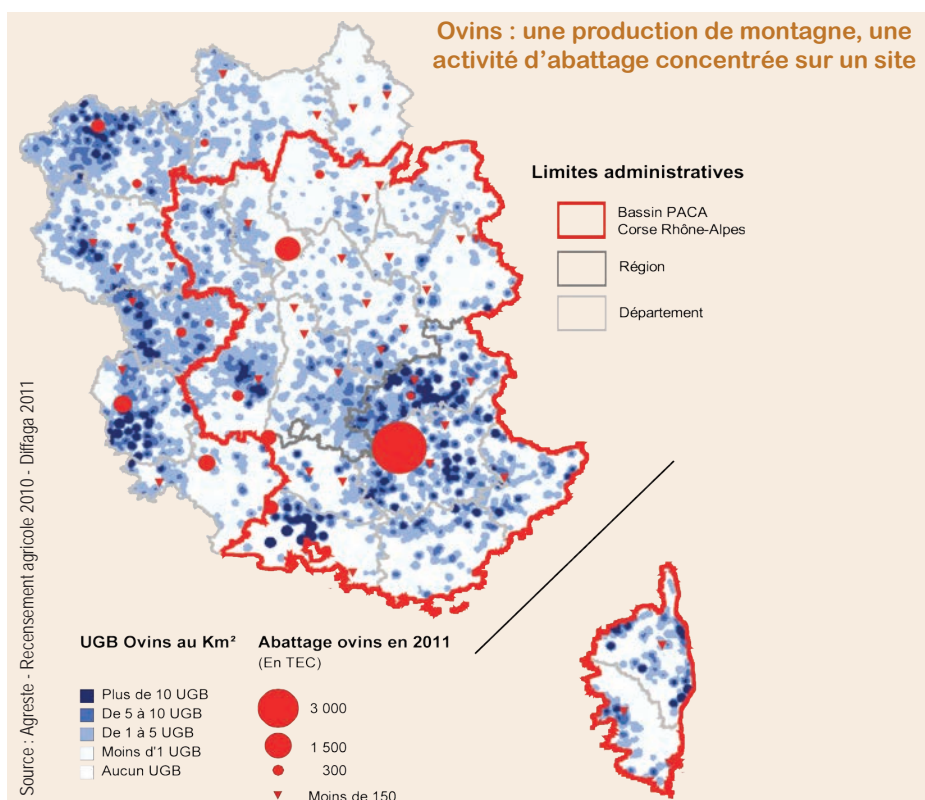 Ovins : une production de montagne, une
activité d'abattage concentrée sur un site
Limites administratives
Bassin PACA
Corse Rhône-Alpes
Région
Département
Source : Agreste - Recensement agricole 2010 - Diffaga 2011
UGB Ovins au Km²
Plus de 10 UGB
De 5 à 10 UGB
De 1 à 5 UGB
Moins d'1 UGB
Aucun UGB
Abattage ovins en 2011
(En TEC)
3 000
1 500
300
Moins de 150